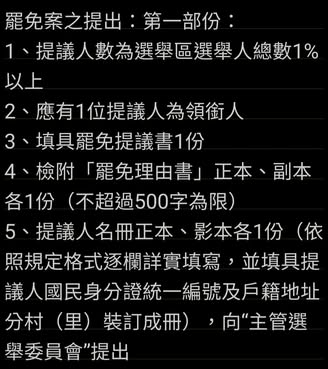 罷免案之提出：第一部份：
1、提議人數為選舉區選舉人總數1%
以上
2、應有1位提議人為領銜人
3、填具罷免提議書1份
4、檢附「罷免理由書」正本、副本
各1份（不超過500字為限）
5、提議人名冊正本、影本各1份（依
照規定格式逐欄詳實填寫，並填具提
議人國民身分證統一編號及戶籍地址
分村（里）裝訂成冊），向“主管選
舉委員會”提出